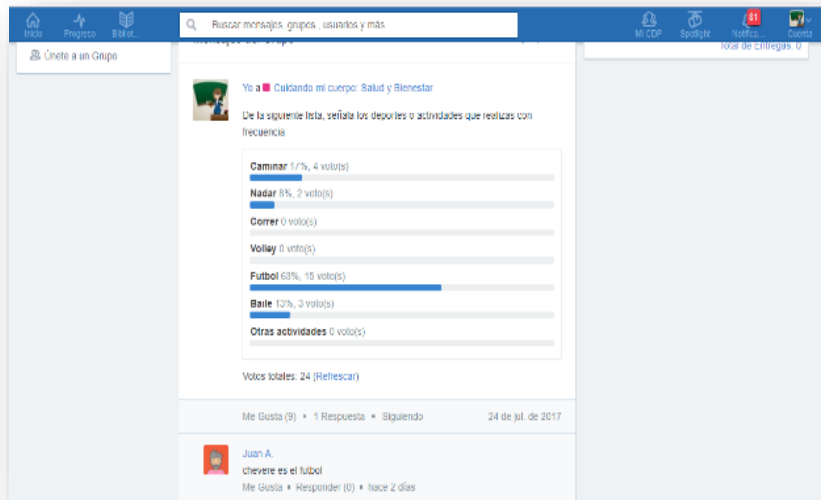 Buscar mensajes, grupos, usuarios y más
Inicio
Progreso
Bibliot...
Mi CDP
Spotlight
81
Notifica...
Cuenta
Únete a un Grupo
Mensajes del Grupo
Total de Entregas: 0
Yo a Cuidando mi cuerpo: Salud y Bienestar
De la siguiente lista, señala los deportes o actividades que realizas con
frecuencia
Caminar 17%, 4 voto(s)
Nadar 8%, 2 voto(s)
Correr 0 voto(s)
Volley 0 voto(s)
Futbol 63%, 15 voto(s)
Baile 13%, 3 voto(s)
Otras actividades 0 voto(s)
Votos totales: 24 (Refrescar)
Me Gusta (9) • 1 Respuesta • Siguiendo
24 de jul. de 2017
Juan A.
chevere es el futbol
Me Gusta • Responder (0) • hace 2 días